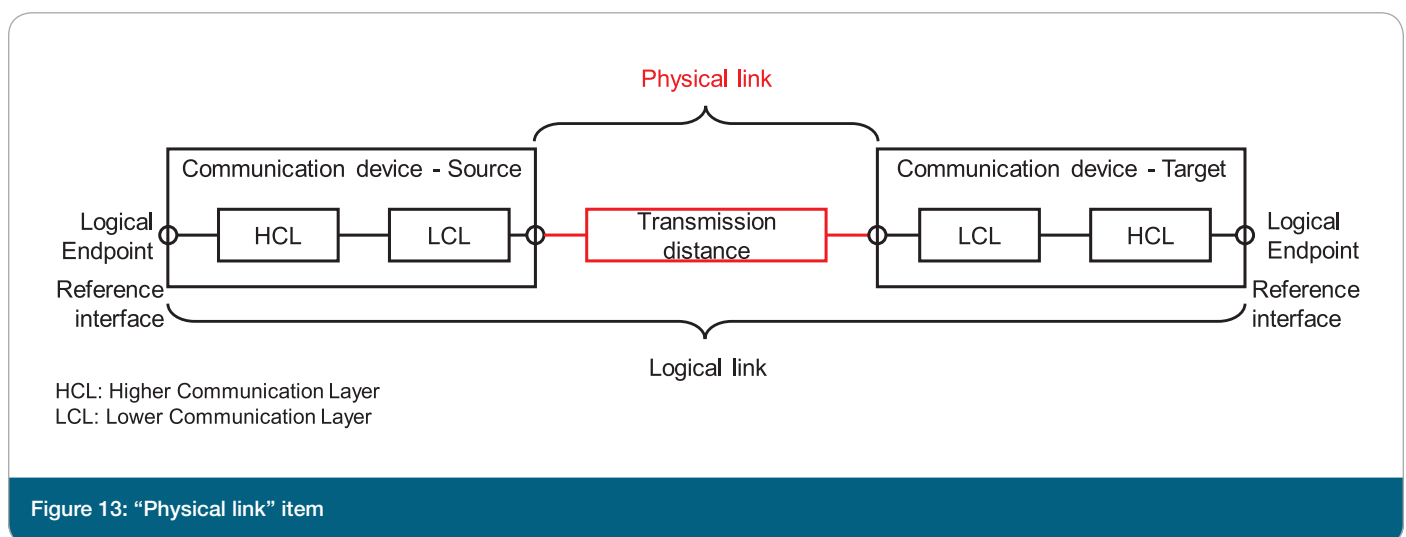 Physical link
Communication device - Source
Communication device - Target
Logical
Endpoint
HCL
LCL
Transmission
distance
LCL
HCL
Logical
Endpoint
Reference
interface
Reference
interface
Logical link
HCL: Higher Communication Layer
LCL: Lower Communication Layer
Figure 13: “Physical link” item